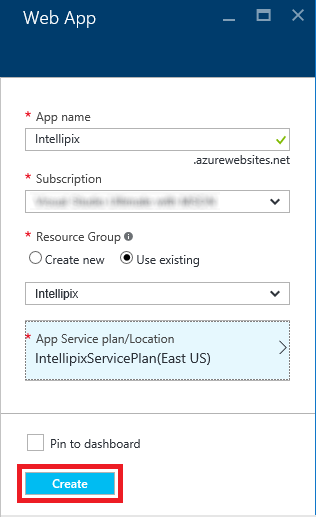 Web App
* App name
Intellipix
.azurewebsites.net
* Subscription
* Resource Group
Create new
Use existing
Intellipix
* App Service plan/Location
IntellipixServicePlan(East US)
Pin to dashboard
Create